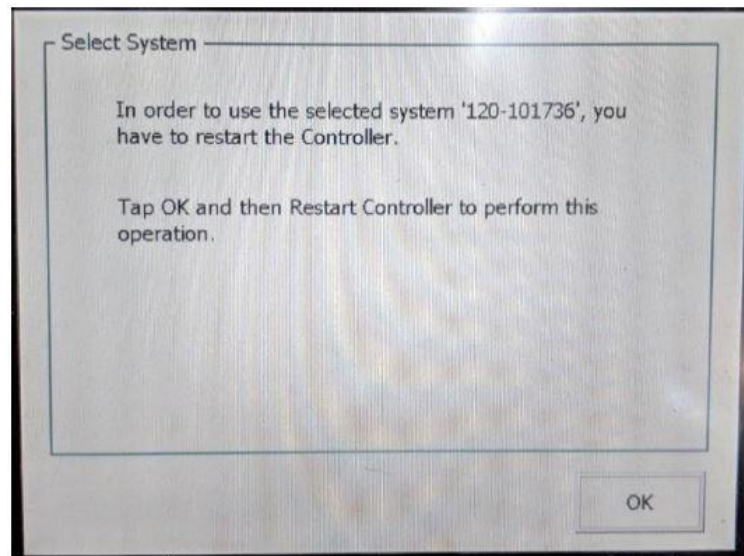 Select System
In order to use the selected system '120-101736', you
have to restart the Controller.
Tap OK and then Restart Controller to perform this
operation.
OK